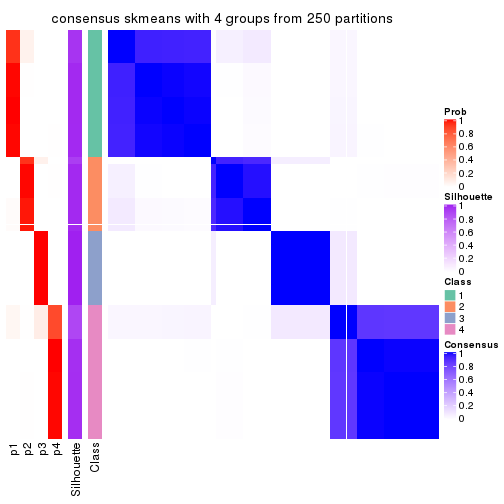 consensus skmeans with 4 groups from 250 partitions
Prob
1
0.8
0.6
0.4
0.2
0
Silhouette
1
0.8
0.6
0.4
0.2
0
Class
1
2
3
4
Consensus
1
0.8
0.6
0.4
0.2
0
p1
p2
p3
p4
Silhouette
Class